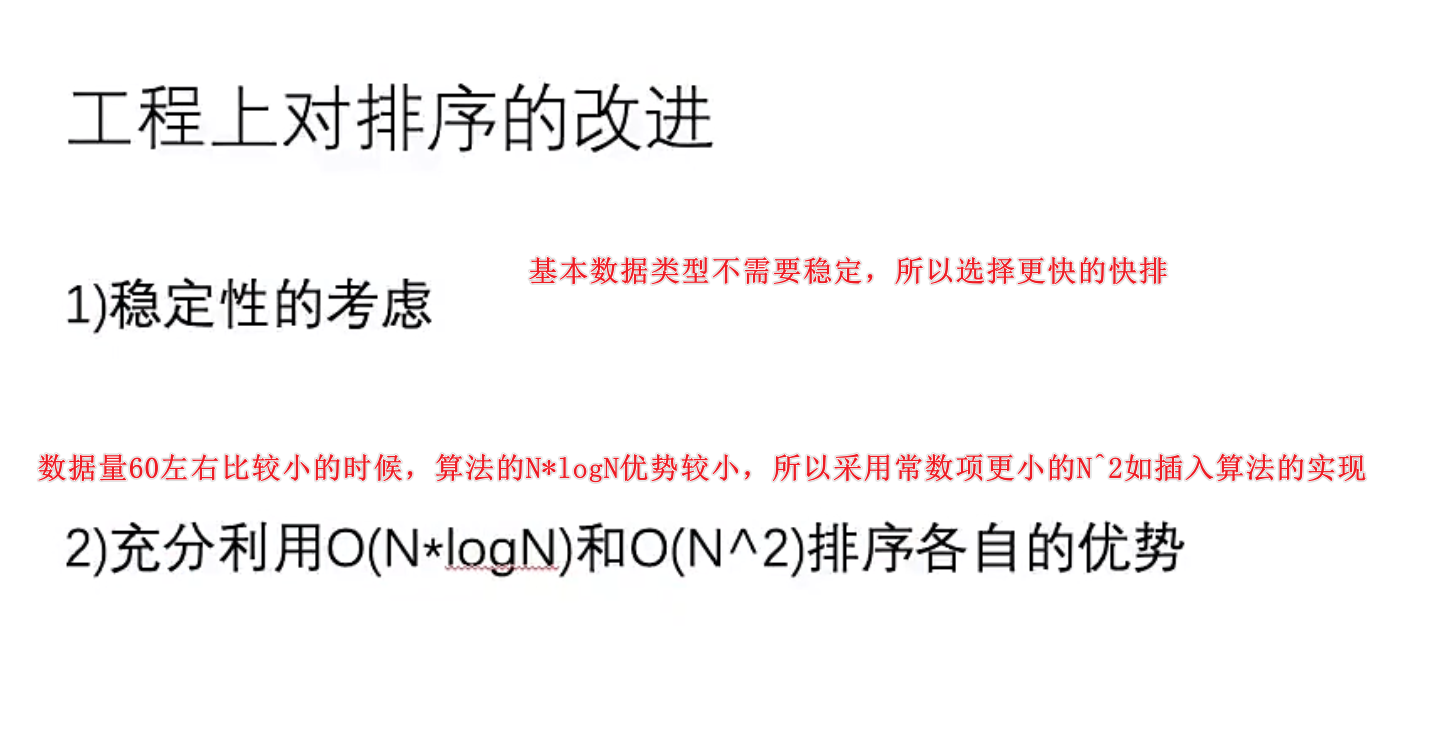 工程上对排序的改进
基本数据类型不需要稳定，所以选择更快的快排
1)稳定性的考虑
数据量60左右比较小的时候，算法的N*logN优势较小，所以采用常数项更小的N^2如插入算法的实现
2)充分利用O(N*logN)和O(N^2)排序各自的优势